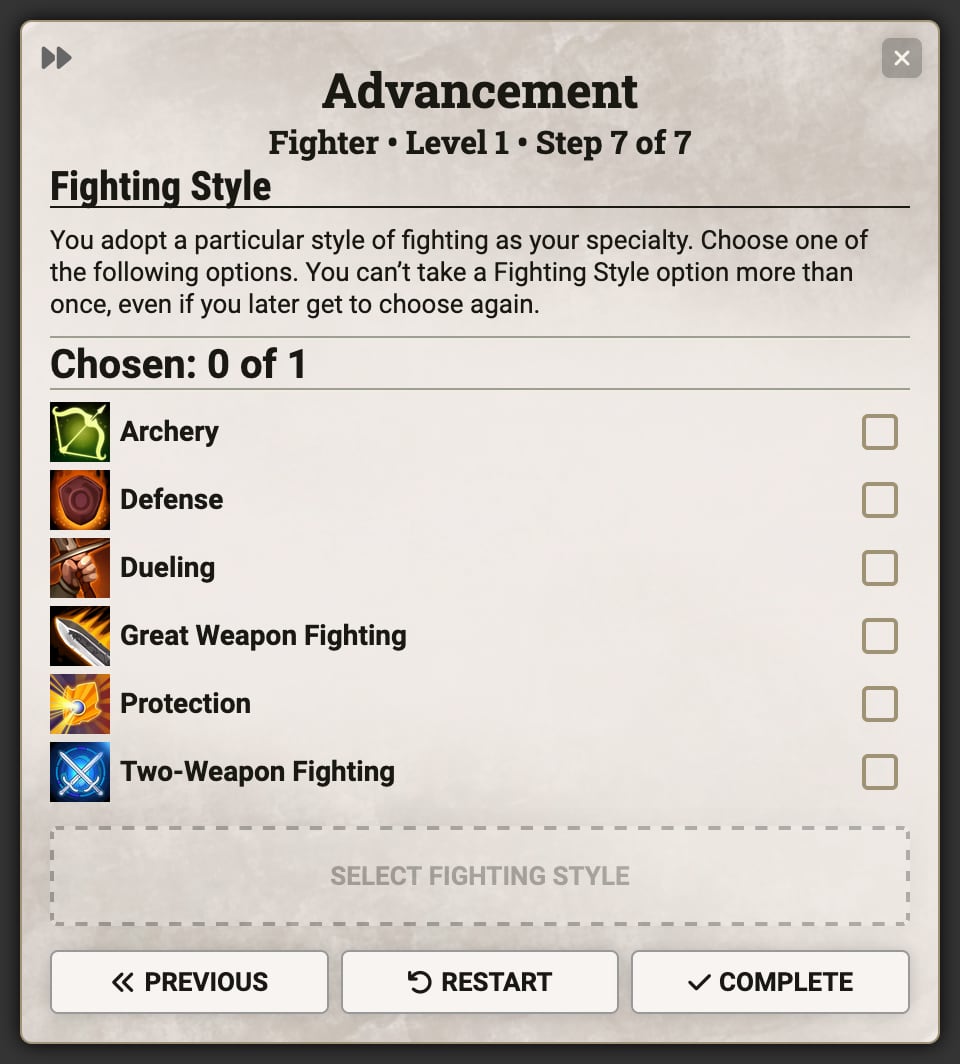 Advancement
Fighter • Level 1 • Step 7 of 7
Fighting Style
You adopt a particular style of fighting as your specialty. Choose one of
the following options. You can’t take a Fighting Style option more than
once, even if you later get to choose again.
Chosen: 0 of 1
Archery
Defense
Dueling
Great Weapon Fighting
Protection
Two-Weapon Fighting
SELECT FIGHTING STYLE
PREVIOUS
RESTART
COMPLETE